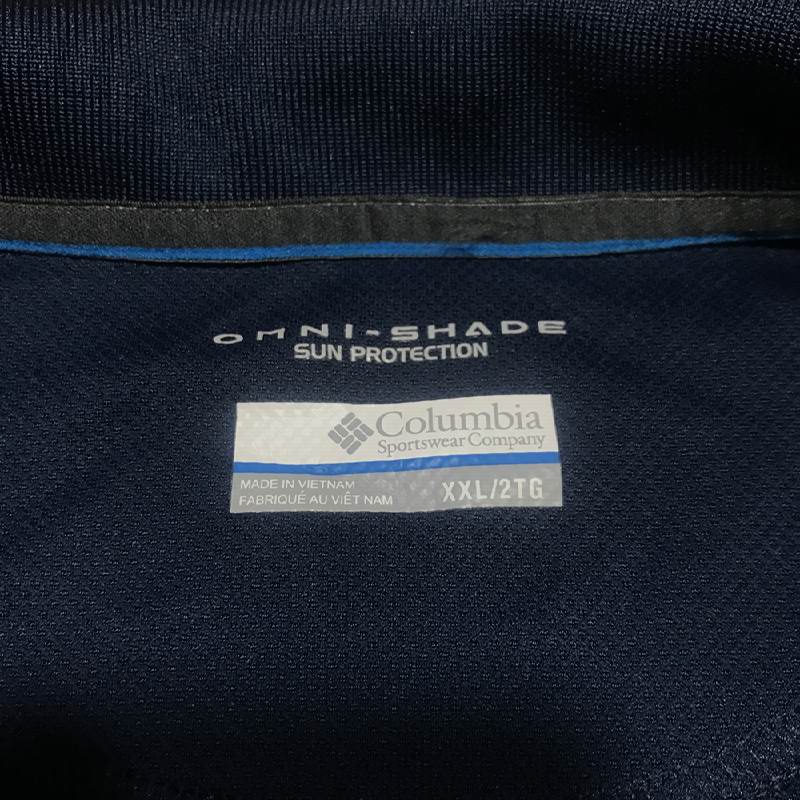 OMNI-SHADE
SUN PROTECTION
Columbia
Sportswear Company
MADE IN VIETNAM
FABRIQUÉ AU VIÊT NAM
XXL/2TG